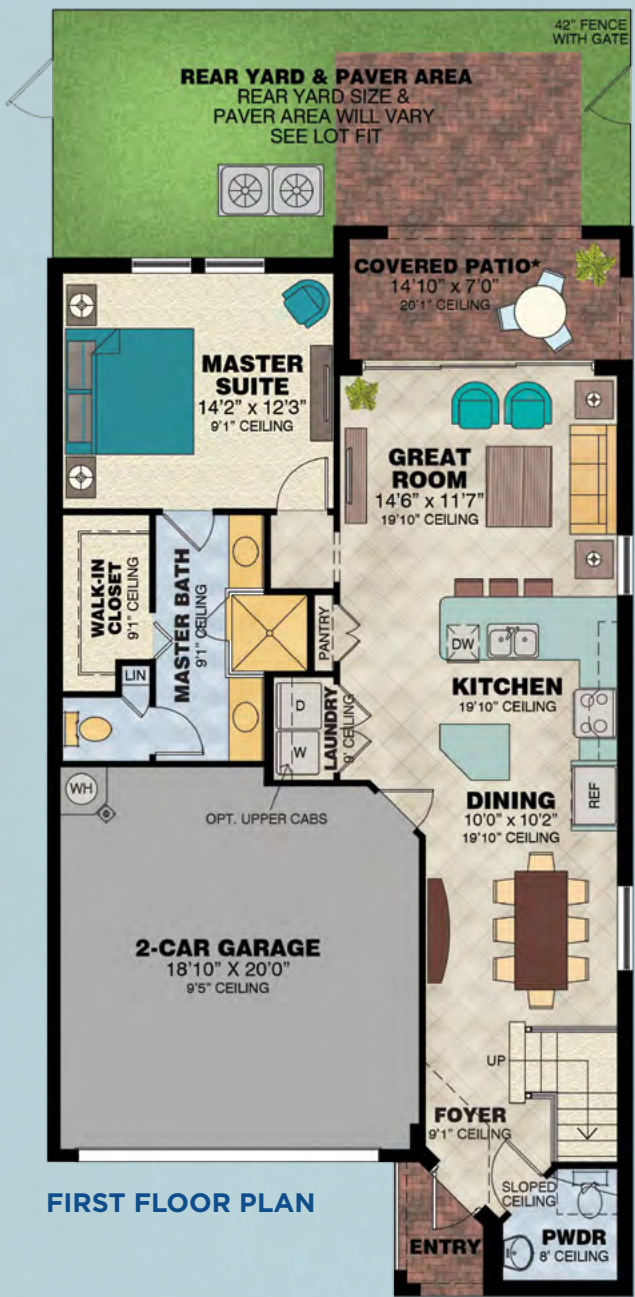 42" FENCE
WITH GATE
REAR YARD & PAVER AREA
REAR YARD SIZE &
PAVER AREA WILL VARY
SEE LOT FIT
COVERED PATIO*
14'10" x 7'0"
20'1" CEILING
MASTER
SUITE
14'2" x 12'3"
9'1" CEILING
GREAT
ROOM
14'6" x 11'7"
19'10" CEILING
WALK-IN
CLOSET
9'1" CEILING
MASTER BATH
9'1" CEILING
PANTRY
LIN
DW
KITCHEN
19'10" CEILING
D
W
LAUNDRY
9' CEILING
REF
WH
OPT. UPPER CABS
DINING
10'0" x 10'2"
19'10" CEILING
2-CAR GARAGE
18'10" X 20'0"
9'5" CEILING
UP
FOYER
9'1" CEILING
SLOPED
CEILING
FIRST FLOOR PLAN
ENTRY
PWDR
8' CEILING